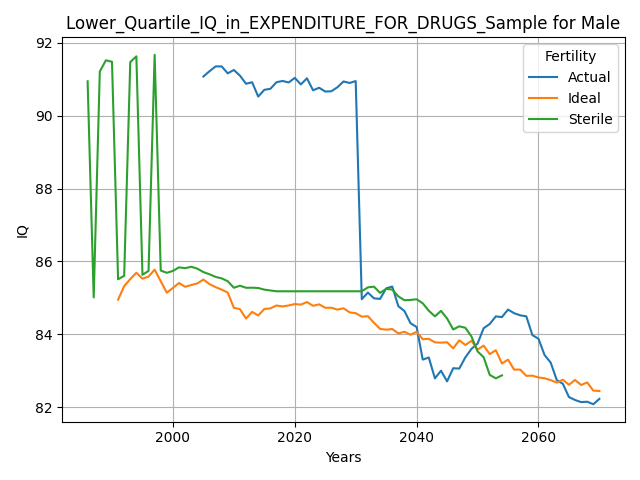 Lower_Quartile_IQ_in_EXPENDITURE_FOR_DRUGS_Sample for Male
92
90
88
86
84
82
IQ
Fertility
Actual
Ideal
Sterile
2000
2020
2040
2060
Years